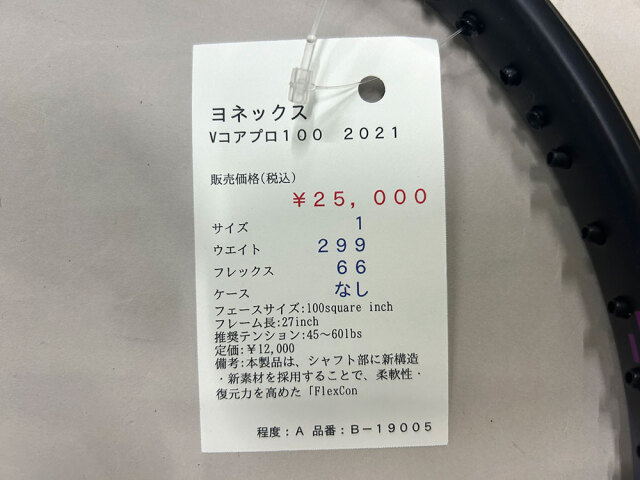 ヨネックス
Vコアプロ100 2021
販売価格(税込)
¥25,000
サイズ 1
ウエイト 299
フレックス 66
ケース なし
フェースサイズ:100square inch
フレーム長:27inch
推奨テンション:45～60lbs
定価:¥12,000
備考:本製品は、シャフト部に新構造
・新素材を採用することで、柔軟性・
復元力を高めた「FlexCon
程度:A 品番:B－19005